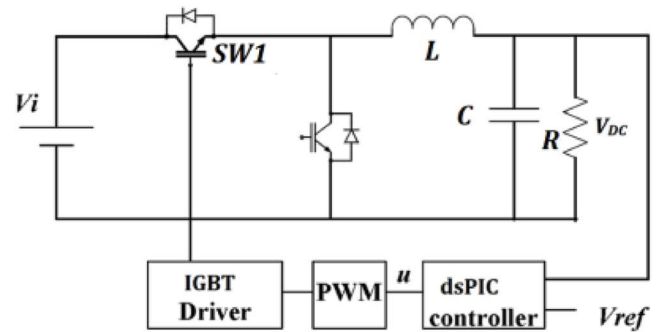 SW1
L
Vi
C
R
VDC
IGBT
Driver
PWM
u
dsPIC
controller
Vref